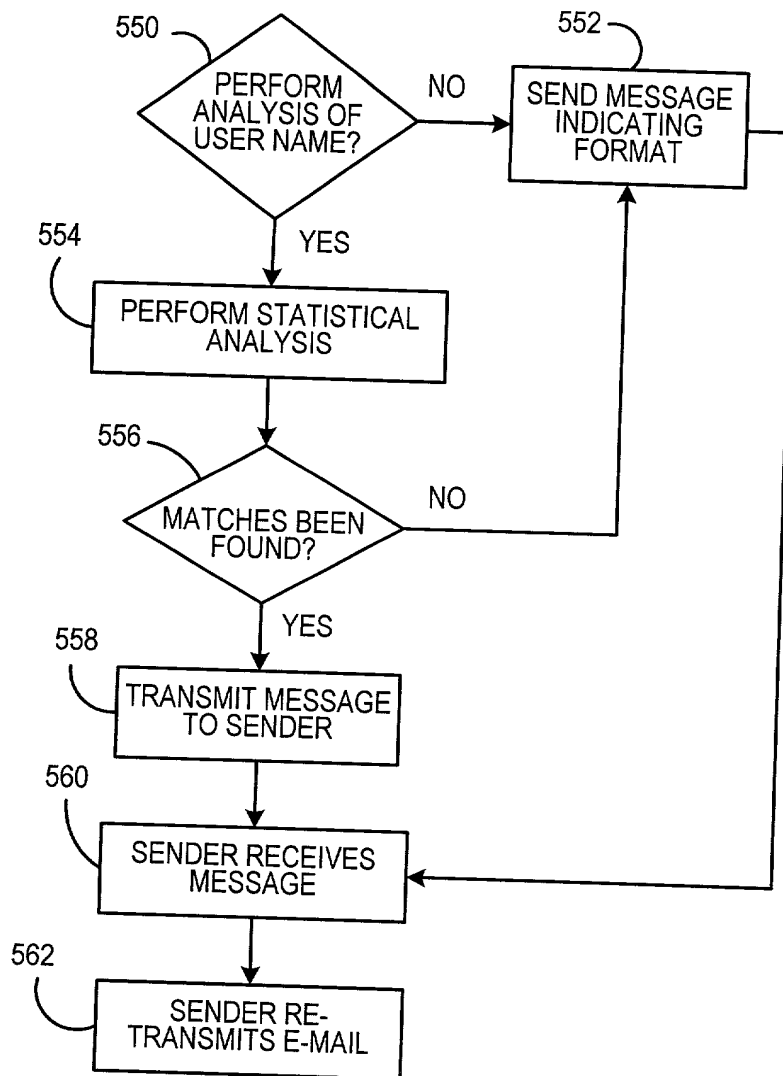 550
PERFORM
ANALYSIS OF
USER NAME?
NO
552
SEND MESSAGE
INDICATING
FORMAT
YES
554
PERFORM STATISTICAL
ANALYSIS
556
MATCHES BEEN
FOUND?
NO
YES
558
TRANSMIT MESSAGE
TO SENDER
560
SENDER RECEIVES
MESSAGE
562
SENDER RE-
TRANSMITS E-MAIL